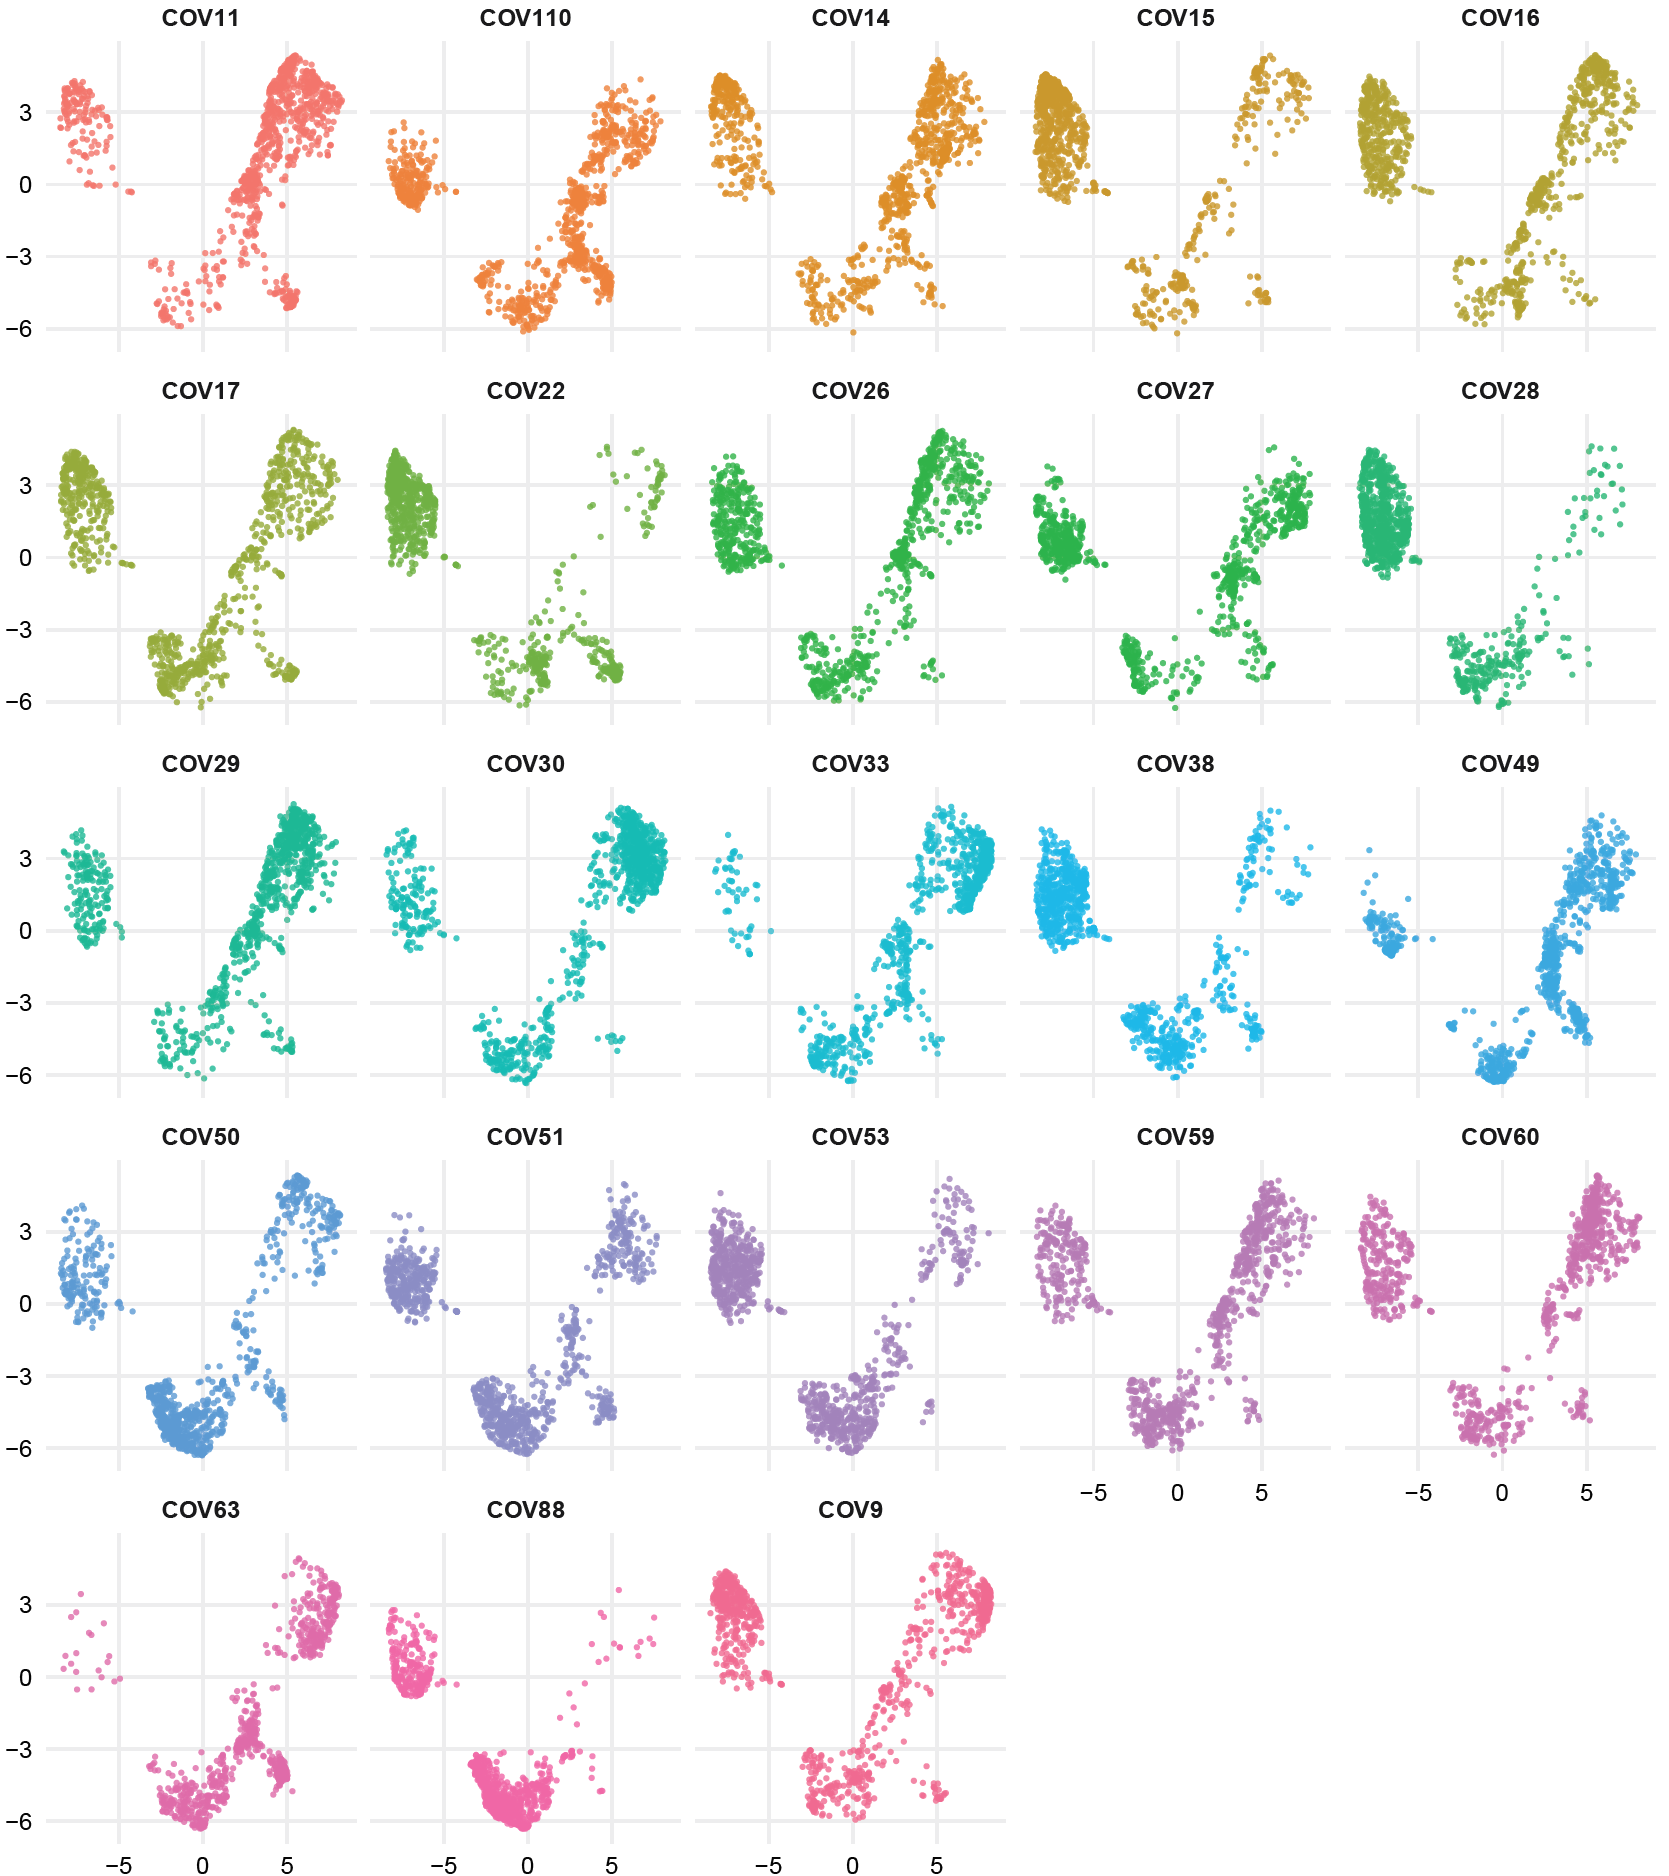 COV11 COV110 COV14 COV15 COV16
3
0
−3
−6
COV17 COV22 COV26 COV27 COV28
3
0
−3
−6
COV29 COV30 COV33 COV38 COV49
3
0
−3
−6
COV50 COV51 COV53 COV59 COV60
3
0
−3
−6
−5 0 5 −5 0 5
COV63 COV88 COV9
3
0
−3
−6
−5 0 5 −5 0 5 −5 0 5